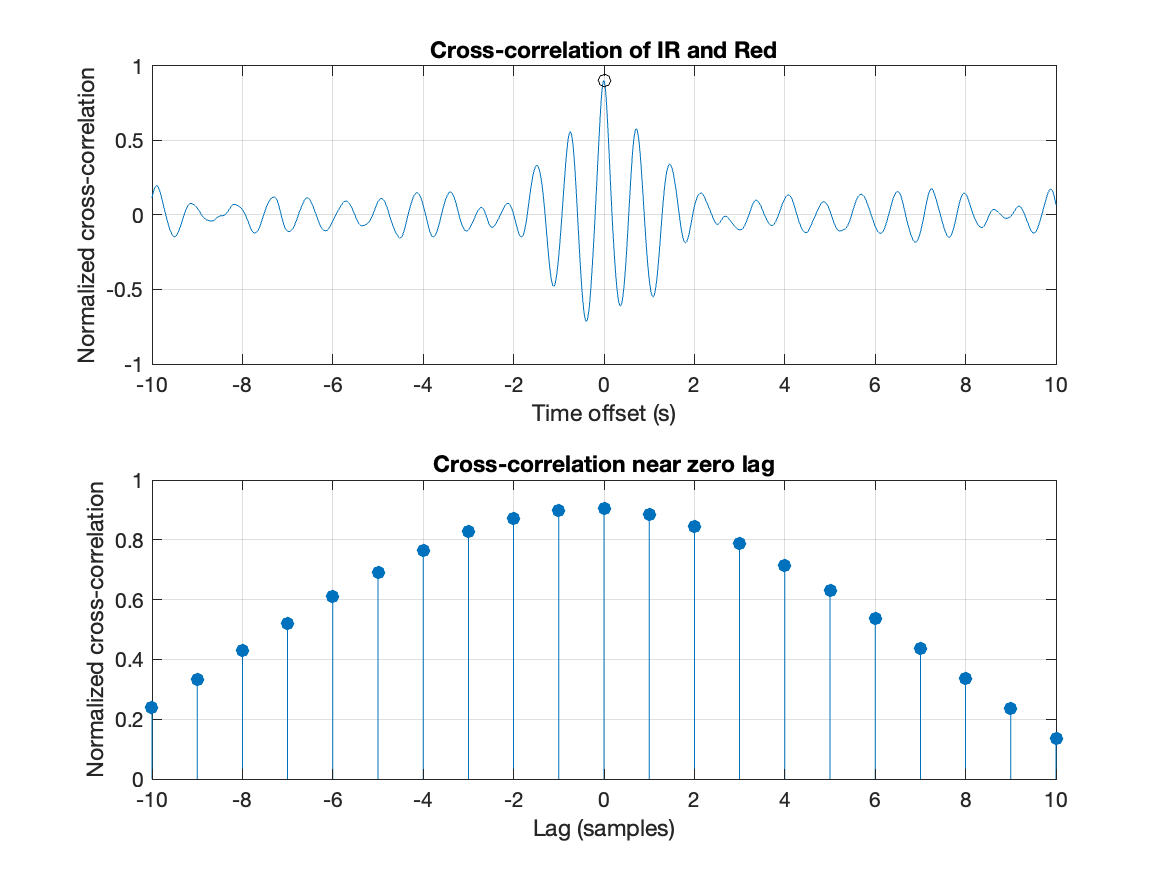 Cross-correlation of IR and Red
Normalized cross-correlation
1
0.5
0
-0.5
-1
-10 -8 -6 -4 -2 0 2 4 6 8 10
Time offset (s)
Cross-correlation near zero lag
Normalized cross-correlation
1
0.8
0.6
0.4
0.2
0
-10 -8 -6 -4 -2 0 2 4 6 8 10
Lag (samples)